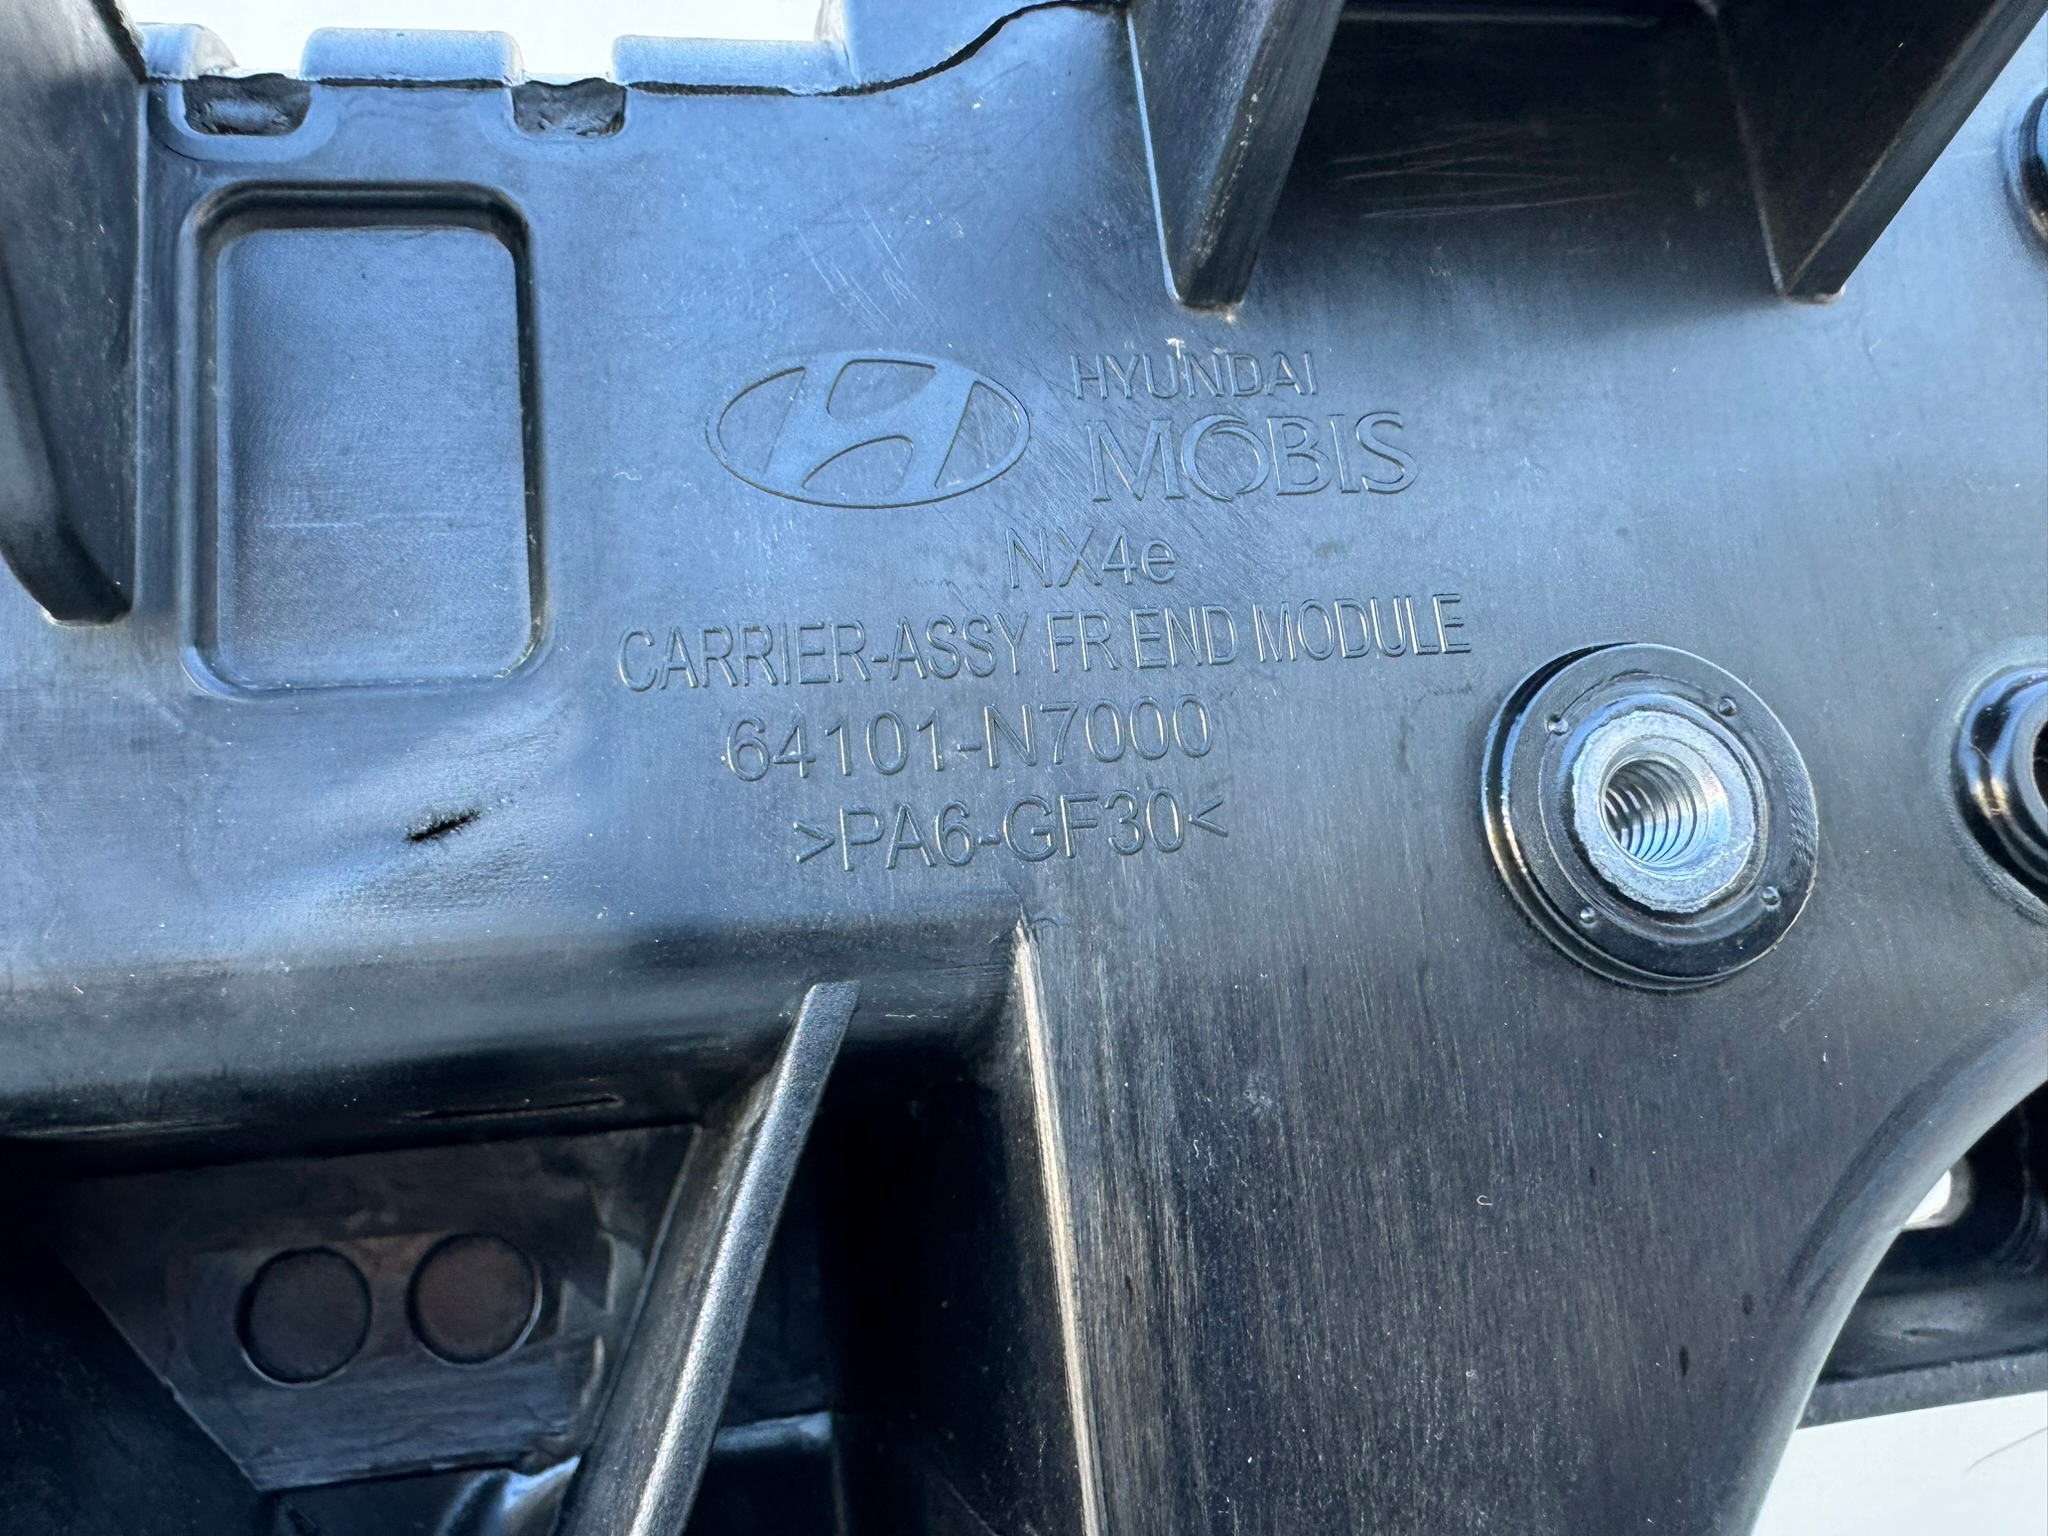 HYUNDAI
MOBIS
NX4e
CARRIER-ASSY FR END MODULE
64101-N7000
>PA6-GF30<